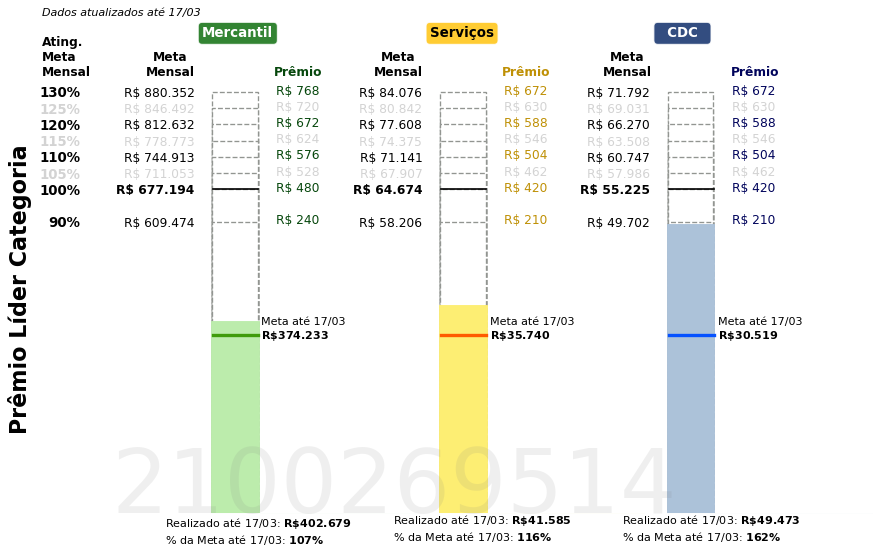 Dados atualizados até 17/03
Mercantil Serviços CDC
Ating. Meta Mensal Meta Mensal Prêmio Meta Mensal Prêmio Meta Mensal Prêmio
130% R$ 880.352 R$ 768 R$ 84.076 R$ 672 R$ 71.792 R$ 672
125% R$ 846.492 R$ 720 R$ 80.842 R$ 630 R$ 69.031 R$ 630
120% R$ 812.632 R$ 672 R$ 77.608 R$ 588 R$ 66.270 R$ 588
115% R$ 778.773 R$ 624 R$ 74.375 R$ 546 R$ 63.508 R$ 546
110% R$ 744.913 R$ 576 R$ 71.141 R$ 504 R$ 60.747 R$ 504
105% R$ 711.053 R$ 528 R$ 67.907 R$ 462 R$ 57.986 R$ 462
100% R$ 677.194 R$ 480 R$ 64.674 R$ 420 R$ 55.225 R$ 420
90% R$ 609.474 R$ 240 R$ 58.206 R$ 210 R$ 49.702 R$ 210
Prêmio Líder Categoria
Meta até 17/03 Meta até 17/03 Meta até 17/03
R$374.233 R$35.740 R$30.519
2100269514
Realizado até 17/03: R$402.679 Realizado até 17/03: R$41.585 Realizado até 17/03: R$49.473
% da Meta até 17/03: 107% % da Meta até 17/03: 116% % da Meta até 17/03: 162%